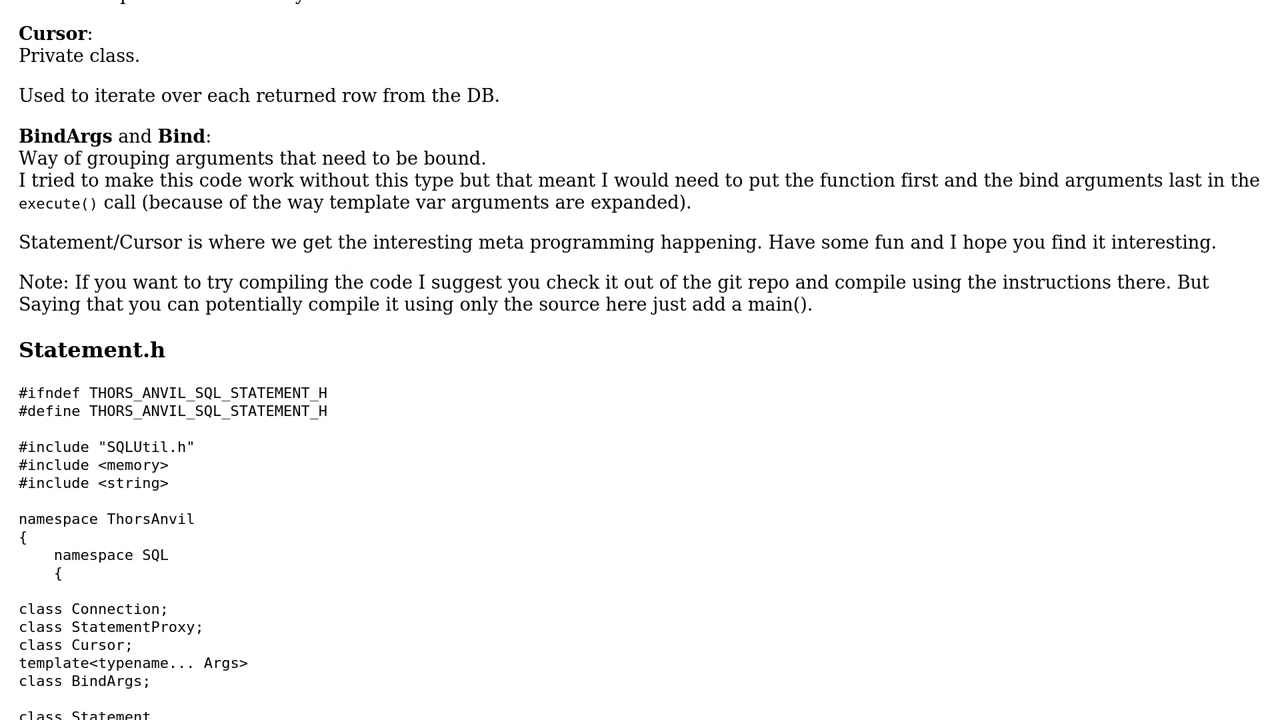 Cursor:
Private class.
Used to iterate over each returned row from the DB.
BindArgs and Bind:
Way of grouping arguments that need to be bound.
I tried to make this code work without this type but that meant I would need to put the function first and the bind arguments last in the
execute() call (because of the way template var arguments are expanded).
Statement/Cursor is where we get the interesting meta programming happening. Have some fun and I hope you find it interesting.
Note: If you want to try compiling the code I suggest you check it out of the git repo and compile using the instructions there. But
Saying that you can potentially compile it using only the source here just add a main().
Statement.h
#ifndef THORS_ANVIL_SQL_STATEMENT_H
#define THORS_ANVIL_SQL_STATEMENT_H
#include "SQLUtil.h"
#include <memory>
#include <string>
namespace ThorsAnvil
{
    namespace SQL
    {
class Connection;
class StatementProxy;
class Cursor;
template<typename... Args>
class BindArgs;
class Statement